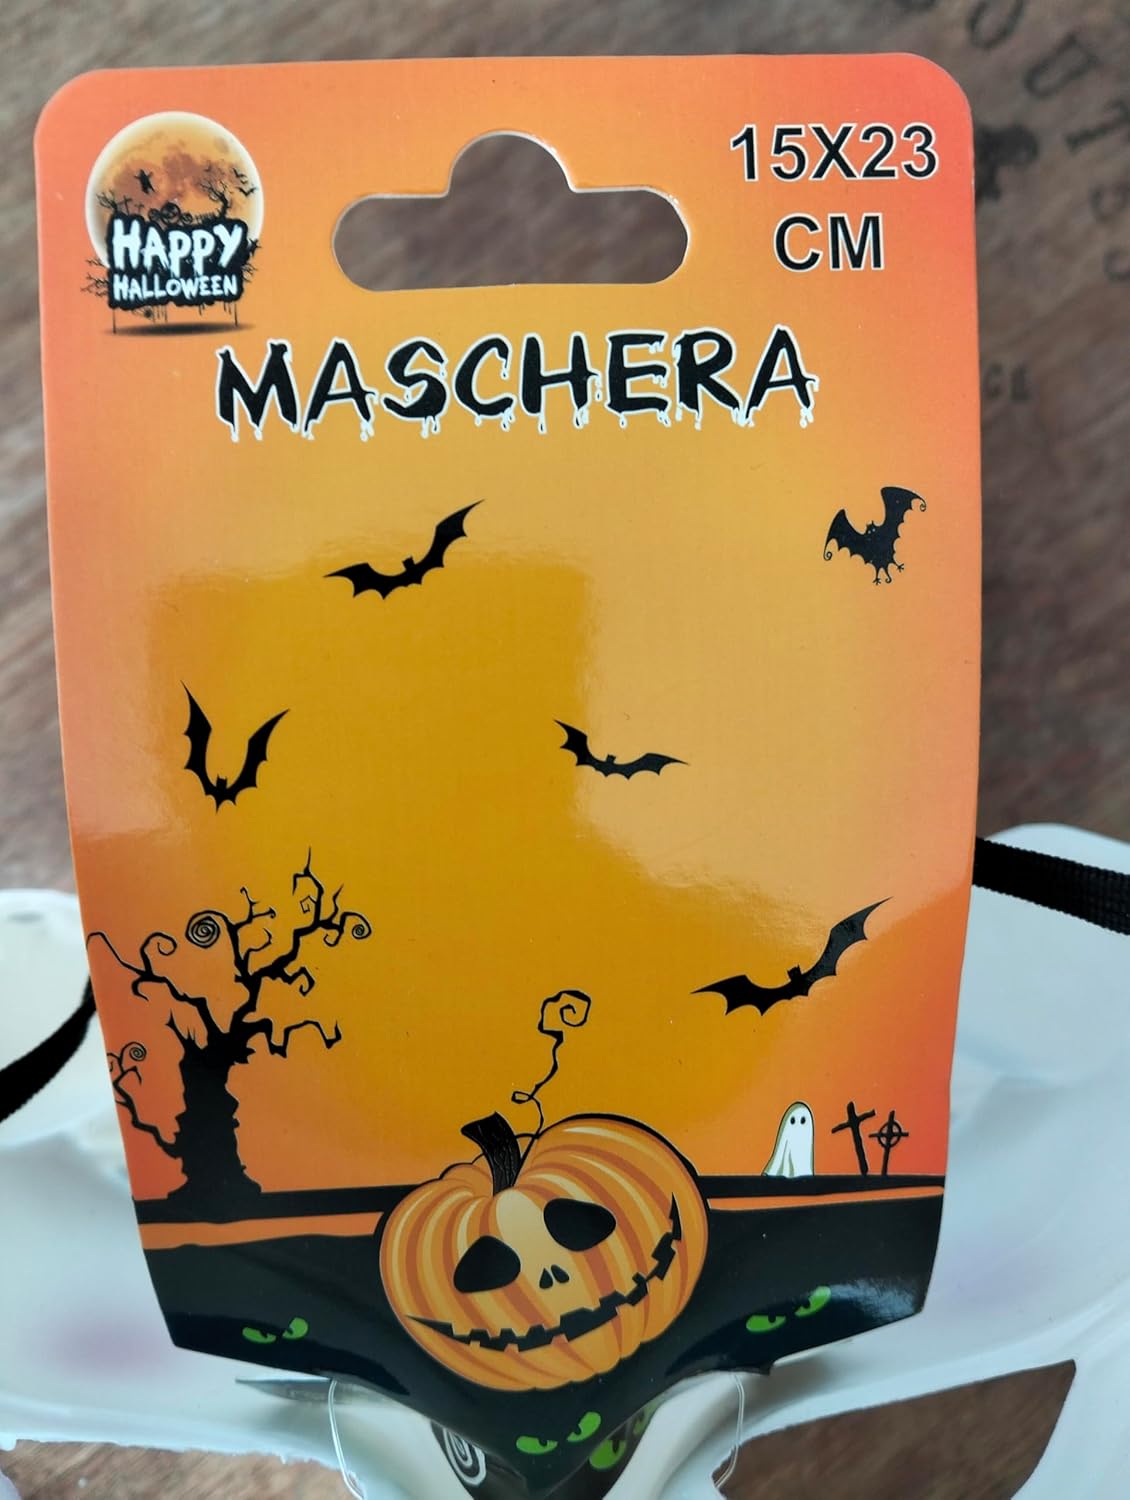 HAPPY
HALLOWEEN
15X23
CM
MASCHERA